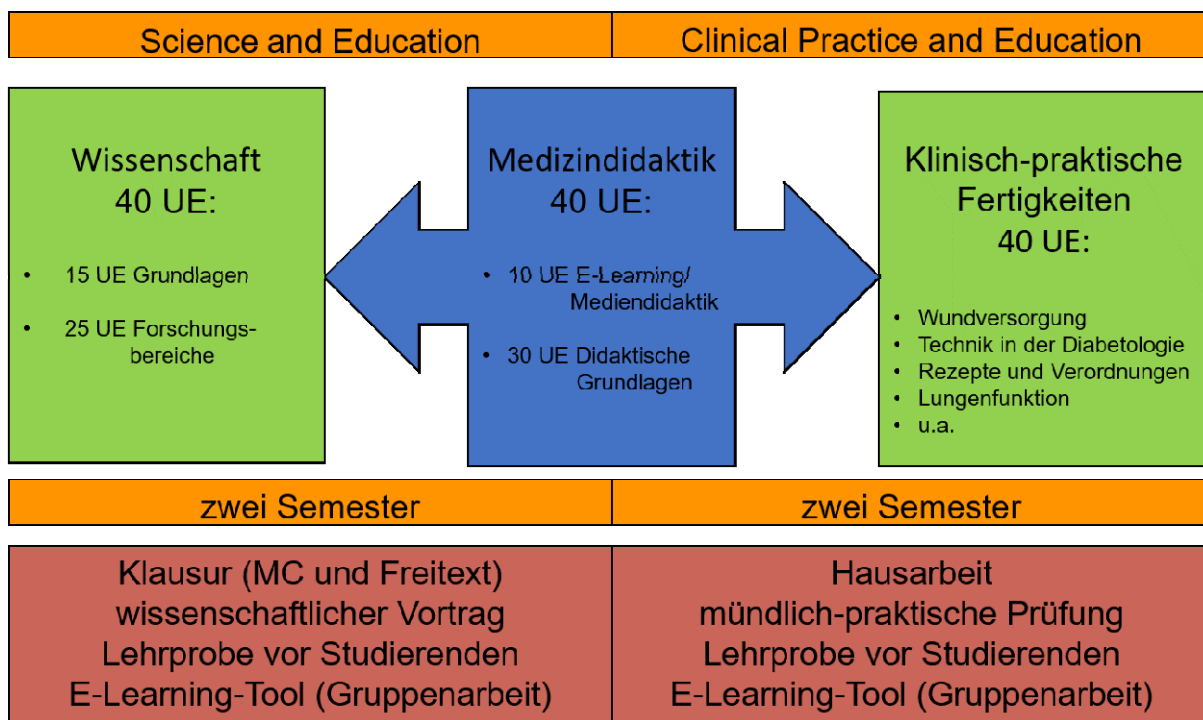 Science and Education
Clinical Practice and Education
Wissenschaft
40 UE:
• 15 UE Grundlagen
• 25 UE Forschungs-
bereiche
Medizindidaktik
40 UE:
• 10 UE E-Learning/
Mediendidaktik
• 30 UE Didaktische
Grundlagen
Klinisch-praktische
Fertigkeiten
40 UE:
• Wundversorgung
• Technik in der Diabetologie
• Rezepte und Verordnungen
• Lungenfunktion
• u.a.
zwei Semester
zwei Semester
Klausur (MC und Freitext)
wissenschaftlicher Vortrag
Lehrprobe vor Studierenden
E-Learning-Tool (Gruppenarbeit)
Hausarbeit
mündlich-praktische Prüfung
Lehrprobe vor Studierenden
E-Learning-Tool (Gruppenarbeit)